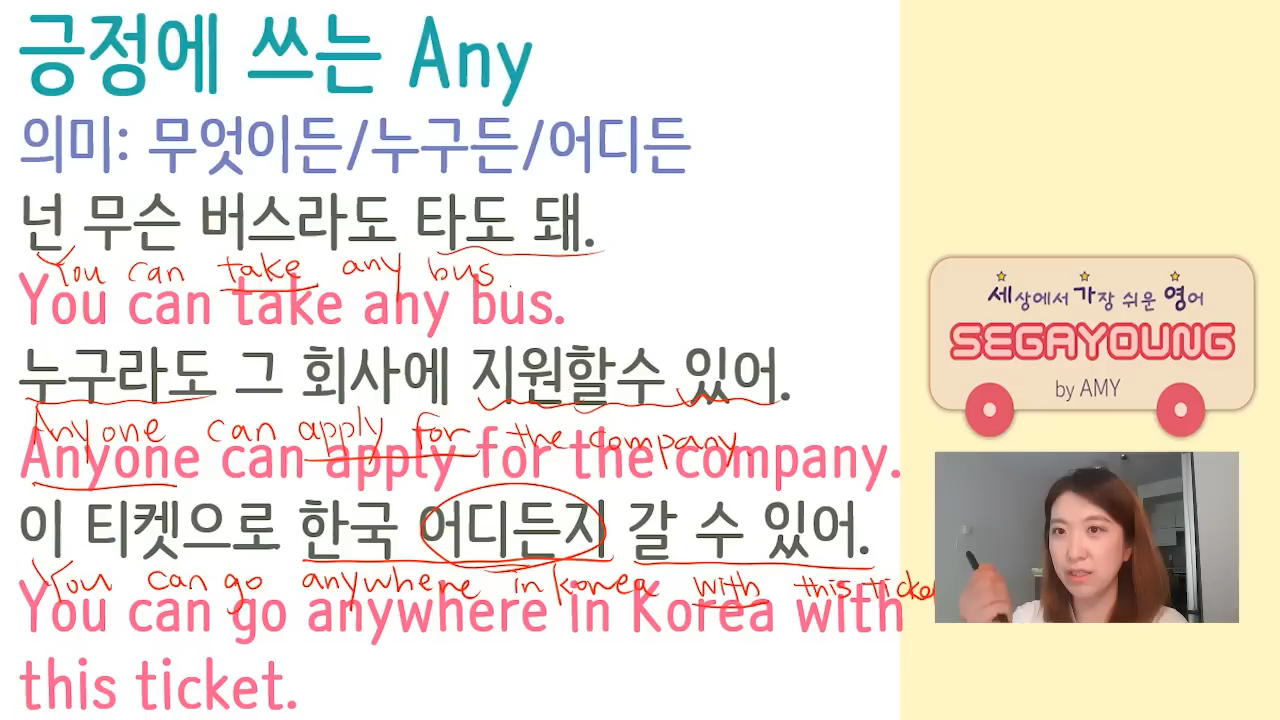 긍정에 쓰는 Any
의미: 무엇이든/누구든/어디든
넌 무슨 버스라도 타도 돼.
You can take any bus
You can take any bus.
누구라도 그 회사에 지원할수 있어.
Anyone can apply for the company.
Anyone can apply for the company.
이 티켓으로 한국 어디든지 갈 수 있어.
You can go anywhere in korea with this ticke
You can go anywhere in Korea with
this ticket.
세상에서 가장 쉬운 영어
SEGAYOUNG
by AMY